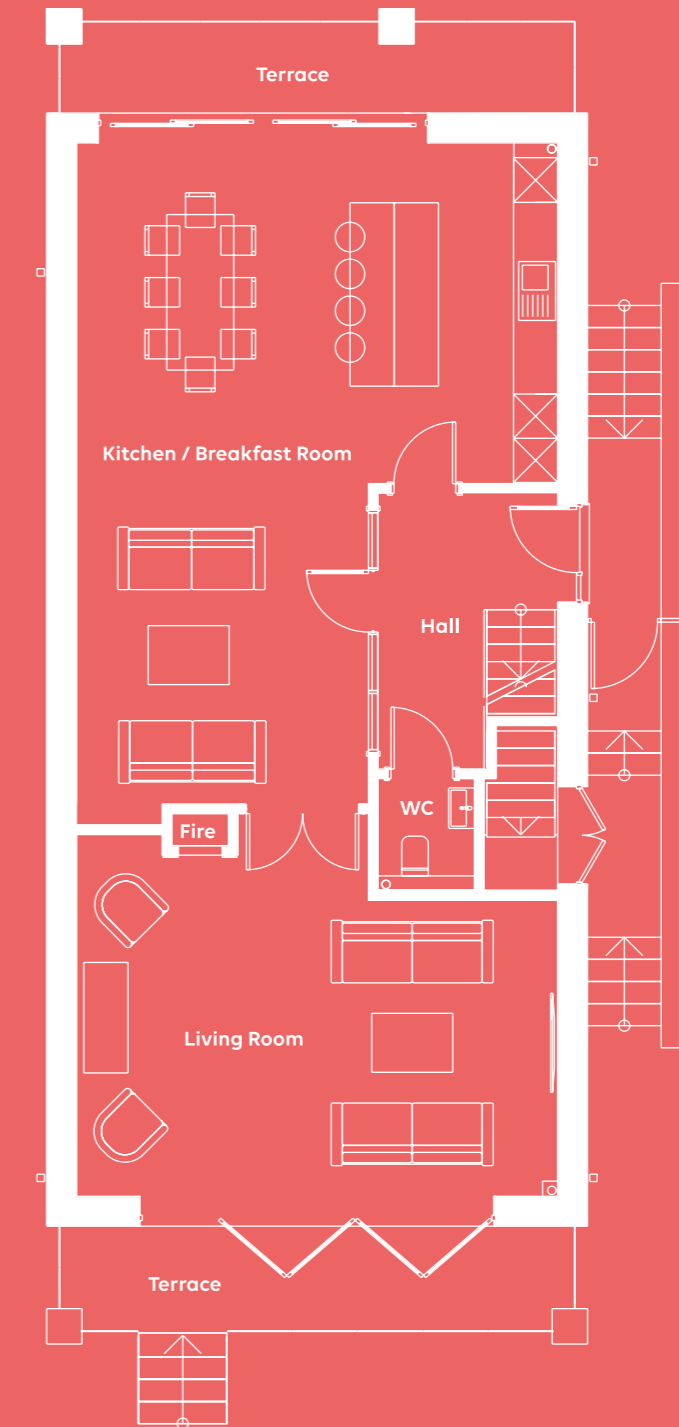 Terrace
Kitchen / Breakfast Room
Hall
WC
Fire
Living Room
Terrace